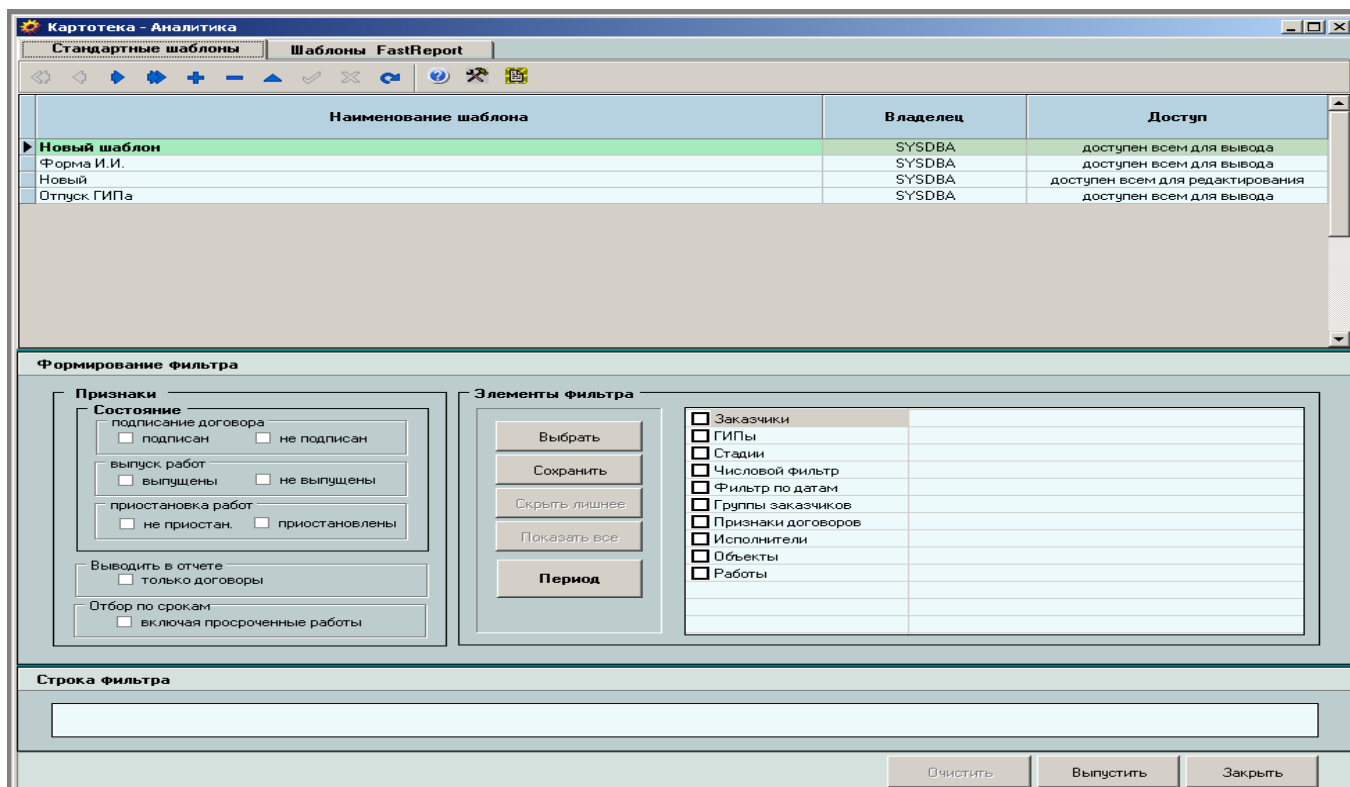 Картотека - Аналитика
Стандартные шаблоны Шаблоны FastReport
Наименование шаблона Владелец Доступ
Новый шаблон SYSDBA доступен всем для вывода
Форма И.И. SYSDBA доступен всем для вывода
Новый SYSDBA доступен всем для редактирования
Отпуск ГИПа SYSDBA доступен всем для вывода
Формирование фильтра
Признаки
Состояние
подписание договора
подписан не подписан
выпуск работ
выпущены не выпущены
приостановка работ
не приостан. приостановлены
Выводить в отчете
только договоры
Отбор по срокам
включая просроченные работы
Элементы фильтра
Выбрать
Сохранить
Скрыть лишнее
Показать все
Период
Заказчики
ГИПы
Стадии
Числовой фильтр
Фильтр по датам
Группы заказчиков
Признаки договоров
Исполнители
Объекты
Работы
Строка фильтра
Очистить Выпустить Закрыть